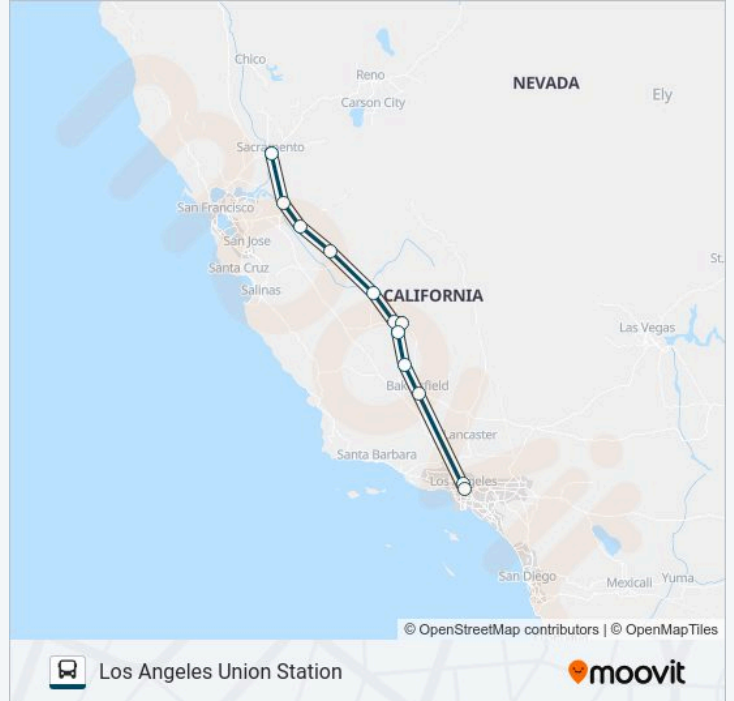 Chico
Reno
NEVADA
Carson City
Ely
Sacramento
San Francisco
San Jose
Santa Cruz
Salinas
St.
CALIFORNIA
Las Vegas
Bakersfield
Lancaster
Santa Barbara
Los Angeles
San Diego
Mexicali
Yuma
© OpenStreetMap contributors | © OpenMapTiles
Los Angeles Union Station
moovit